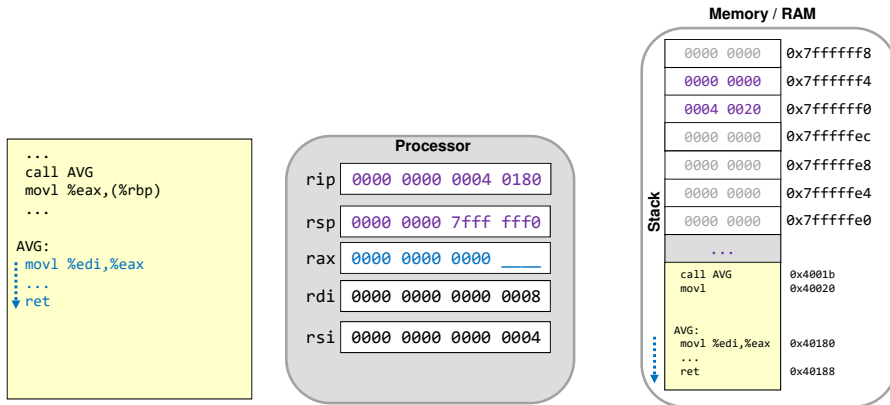 ...
call AVG
movl %eax,(%rbp)
...
AVG:
movl %edi,%eax
...
ret
Processor
rip 0000 0000 0004 0180
rsp 0000 0000 7fff fff0
rax 0000 0000 0000 ____
rdi 0000 0000 0000 0008
rsi 0000 0000 0000 0004
Memory / RAM
Stack
0000 0000 0x7ffffff8
0000 0000 0x7ffffff4
0004 0020 0x7ffffff0
0000 0000 0x7fffffec
0000 0000 0x7fffffe8
0000 0000 0x7fffffe4
0000 0000 0x7fffffe0
...
call AVG 0x4001b
movl 0x40020
AVG:
movl %edi,%eax 0x40180
...
ret 0x40188